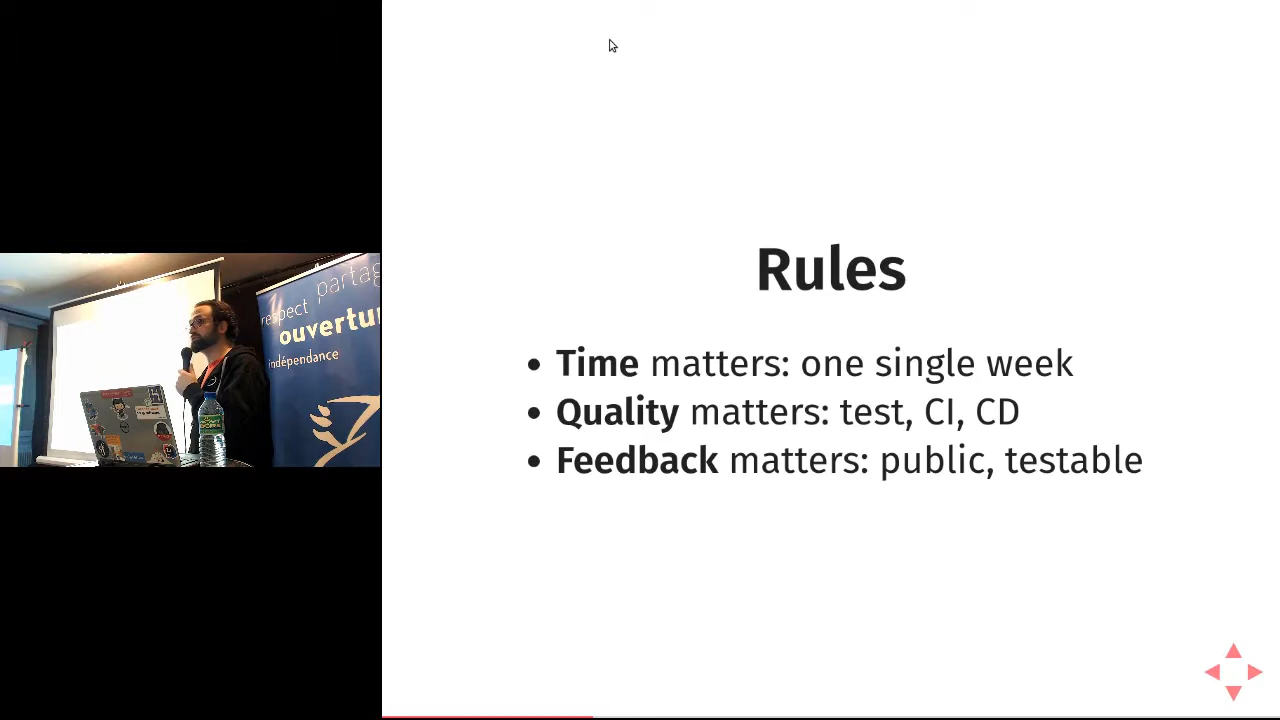 Rules
• Time matters: one single week
• Quality matters: test, CI, CD
• Feedback matters: public, testable
respect partag
ouvertu
indépendance